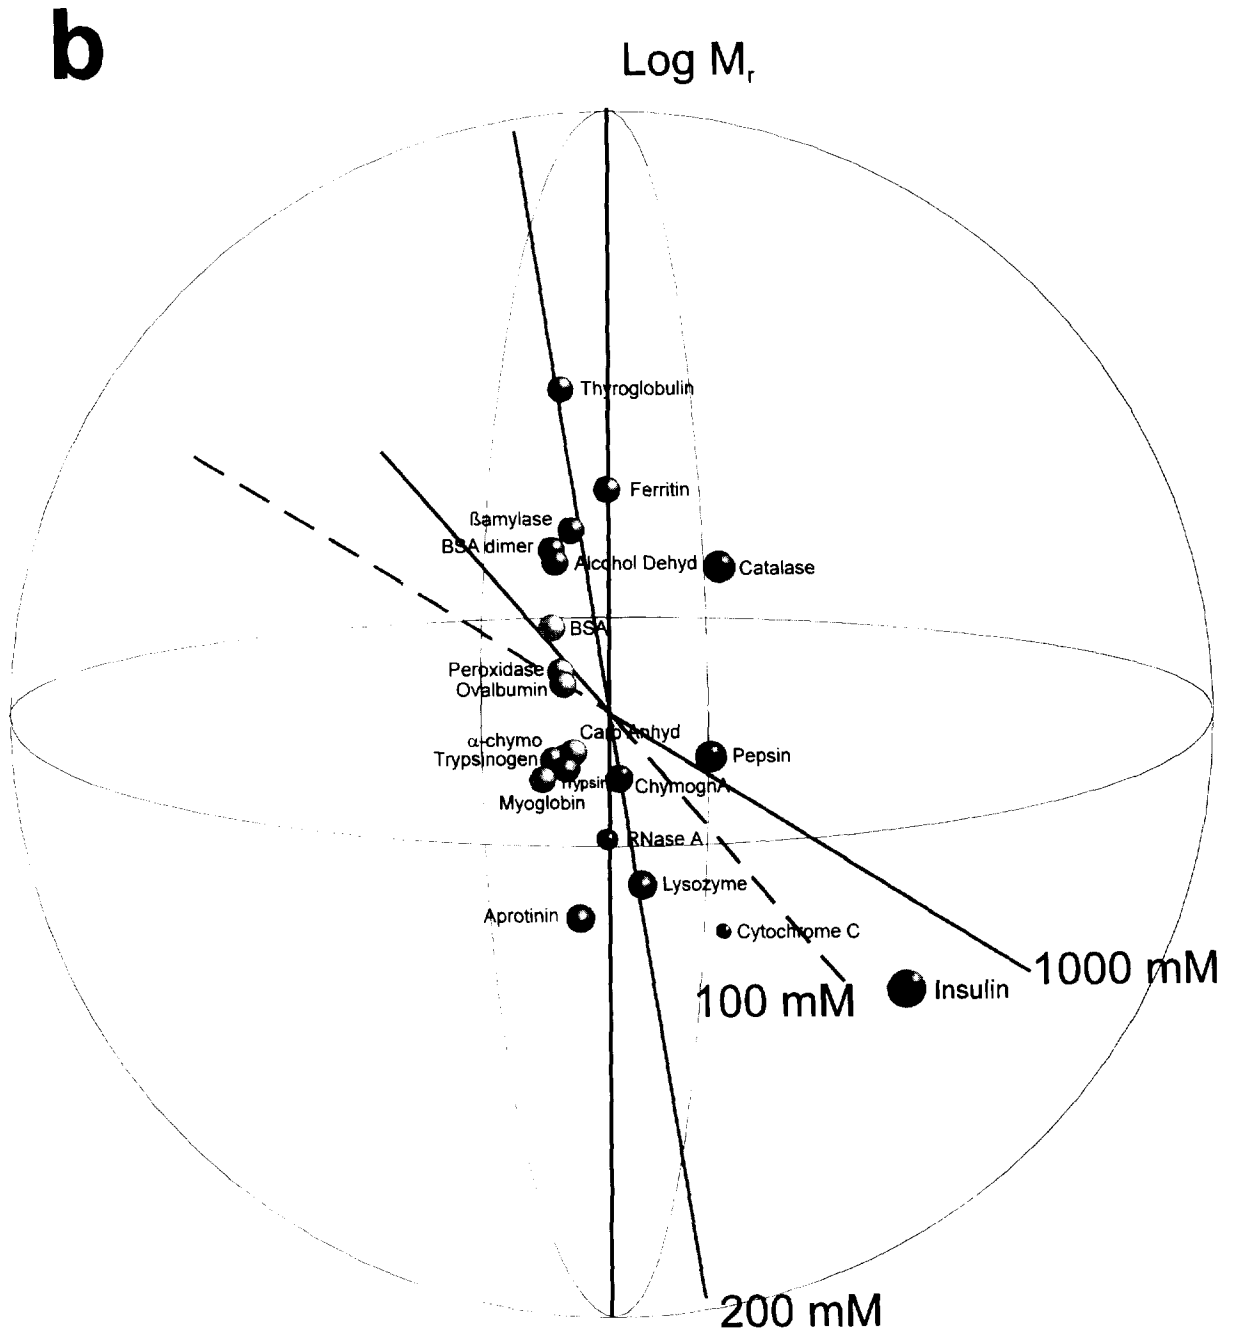 b
Log Mr
Thyroglobulin
Ferritin
ßamylase
BSA dimer
Alcohol Dehyd
Catalase
BSA
Peroxidase
Ovalbumin
Carb Anhyd
α-chymo
Trypsinogen
Pepsin
Trypsin
ChymognA
Myoglobin
RNase A
Lysozyme
Aprotinin
Cytochrome C
1000 mM
Insulin
100 mM
200 mM